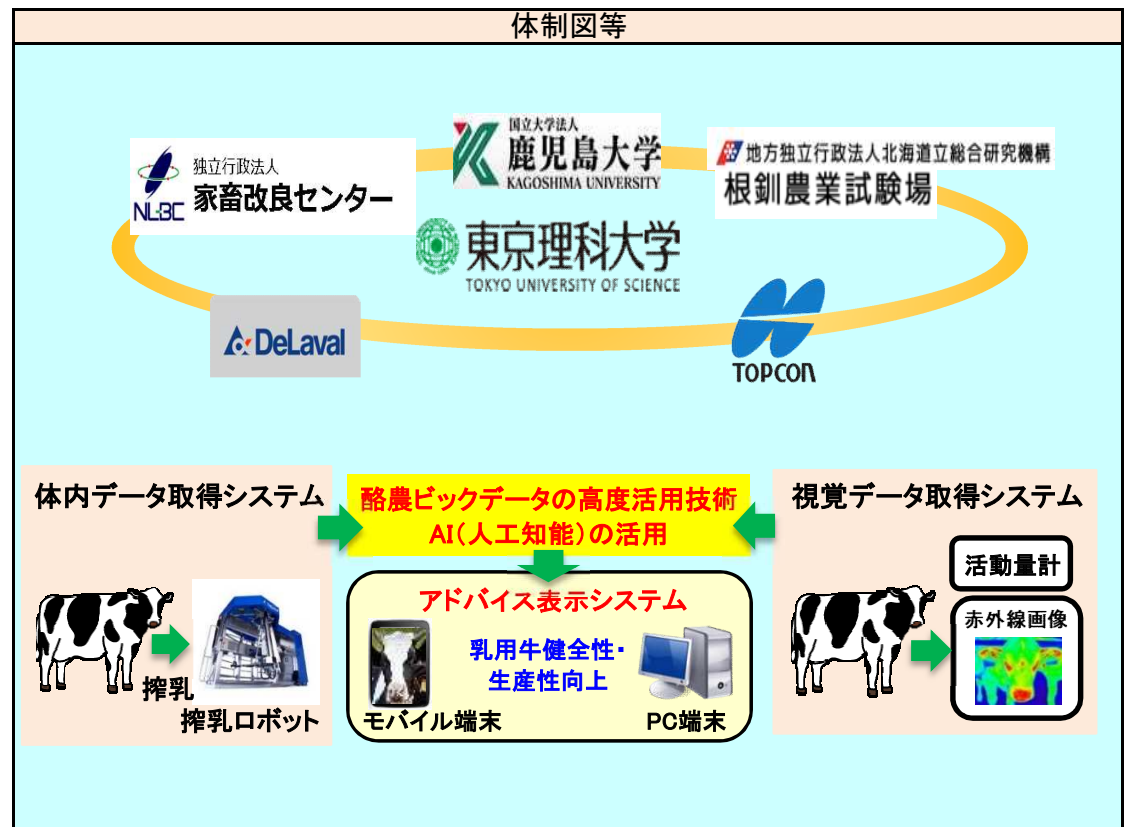 体制図等
独立行政法人
家畜改良センター
NLBC
国立大学法人
鹿児島大学
KAGOSHIMA UNIVERSITY
地方独立行政法人北海道立総合研究機構
根釧農業試験場
東京理科大学
TOKYO UNIVERSITY OF SCIENCE
DeLaval
TOPCON
体内データ取得システム
搾乳
搾乳ロボット
酪農ビックデータの高度活用技術
AI(人工知能)の活用
アドバイス表示システム
乳用牛健全性・
生産性向上
モバイル端末
PC端末
視覚データ取得システム
活動量計
赤外線画像